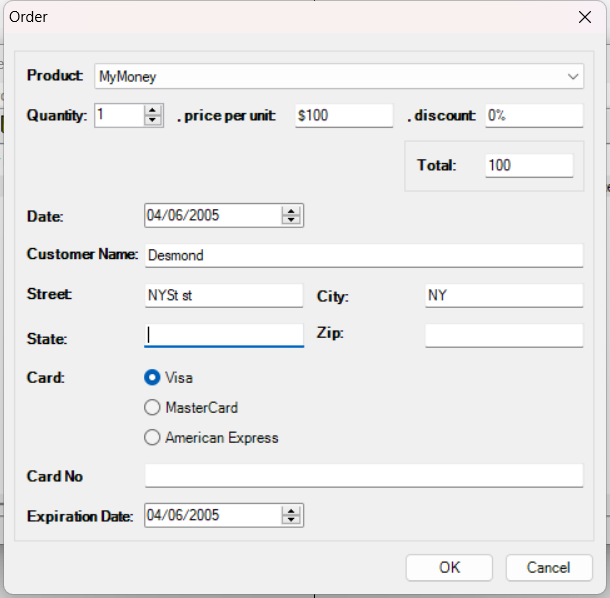 Order
Product: MyMoney
Quantity: 1 . price per unit: $100 . discount: 0%
Total: 100
Date: 04/06/2005
Customer Name: Desmond
Street: NYSt st City: NY
State: Zip:
Card: Visa
MasterCard
American Express
Card No
Expiration Date: 04/06/2005
OK Cancel